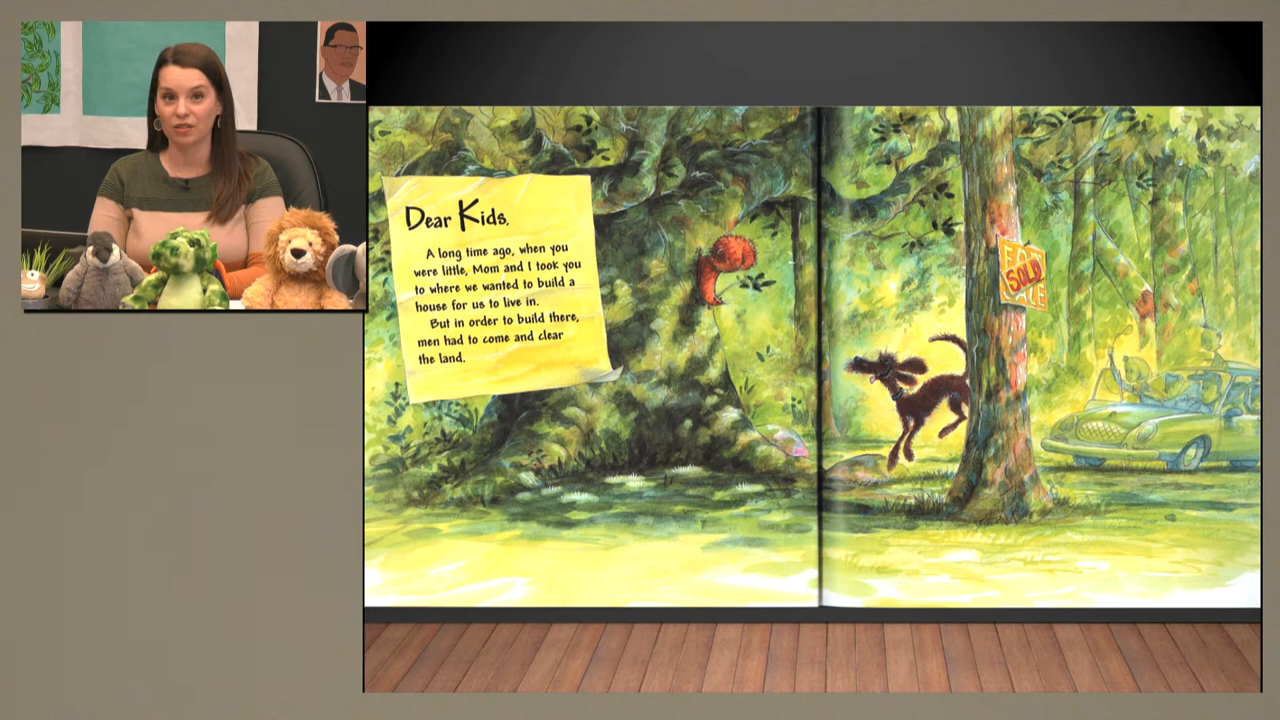 Dear Kids,
A long time ago, when you
were little, Mom and I took you
to where we wanted to build a
house for us to live in.
But in order to build there,
men had to come and clear
the land.
FOR
SOLD
SALE